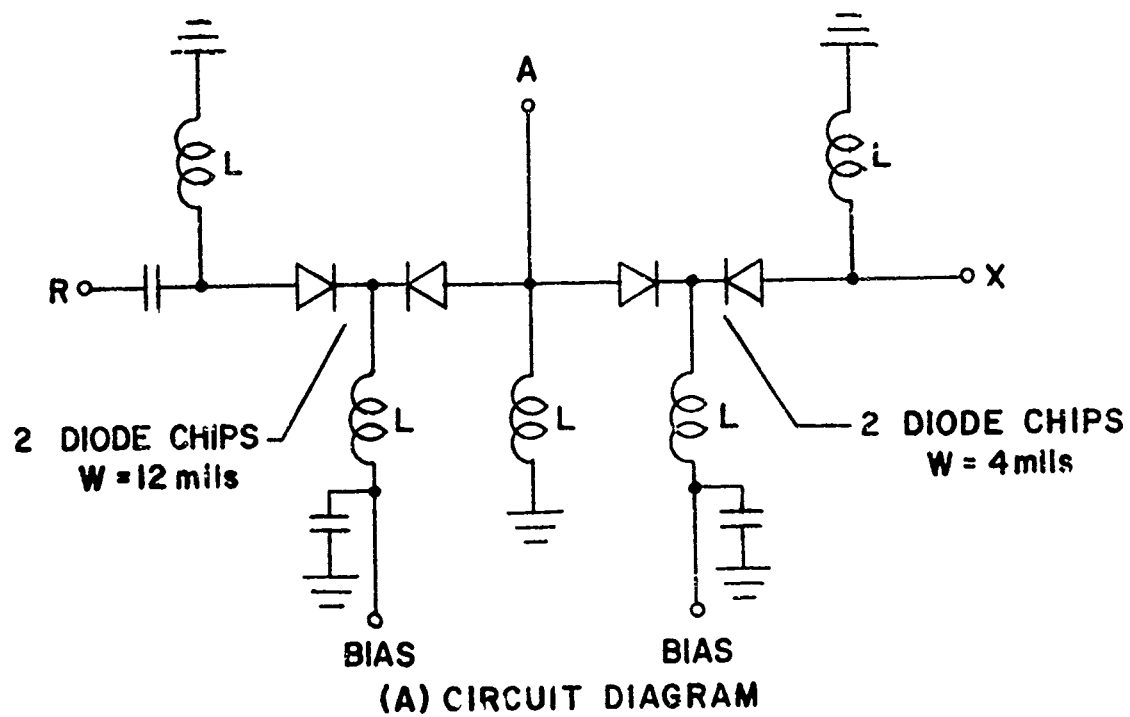 A
L
L
R
X
L
L
L
2 DIODE CHIPS
W = 12 mils
2 DIODE CHIPS
W = 4 mils
BIAS
BIAS
(A) CIRCUIT DIAGRAM